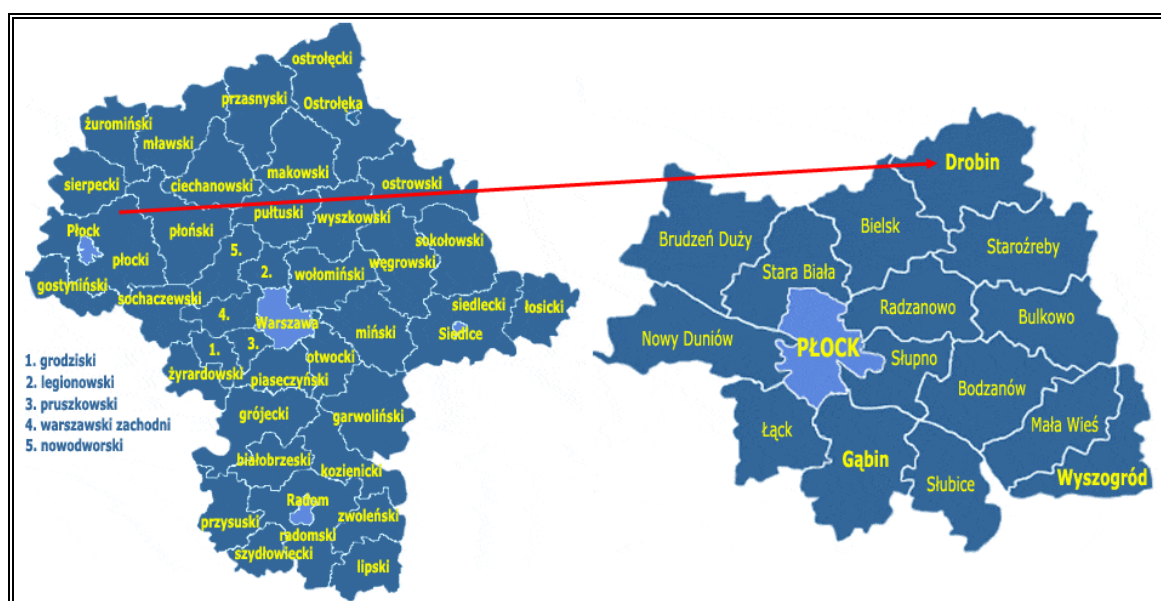 ostrołęcki
przasnyski
Ostrołęka
żuromiński
mławski
makowski
sierpecki
ciechanowski
ostrowski
pułtuski
wyszkowski
Płock
płoński
sokołowski
5.
płocki
węgrowski
2.
wołomiński
gostyniński
sochaczewski
siedlecki
łosicki
4.
Warszawa
miński
Siedlce
1.
3.
otwocki
żyrardowski
piaseczyński
grójecki
garwoliński
białobrzeski
kozienicki
Radom
zwoleński
przysuski
radomski
szydłowiecki
lipski
1. grodziski
2. legionowski
3. pruszkowski
4. warszawski zachodni
5. nowodworski
Drobin
Bielsk
Brudzeń Duży
Staroźreby
Stara Biała
Radzanowo
Bulkowo
Nowy Duniów
PŁOCK
Słupno
Bodzanów
Łąck
Mała Wieś
Gąbin
Wyszogród
Słubice